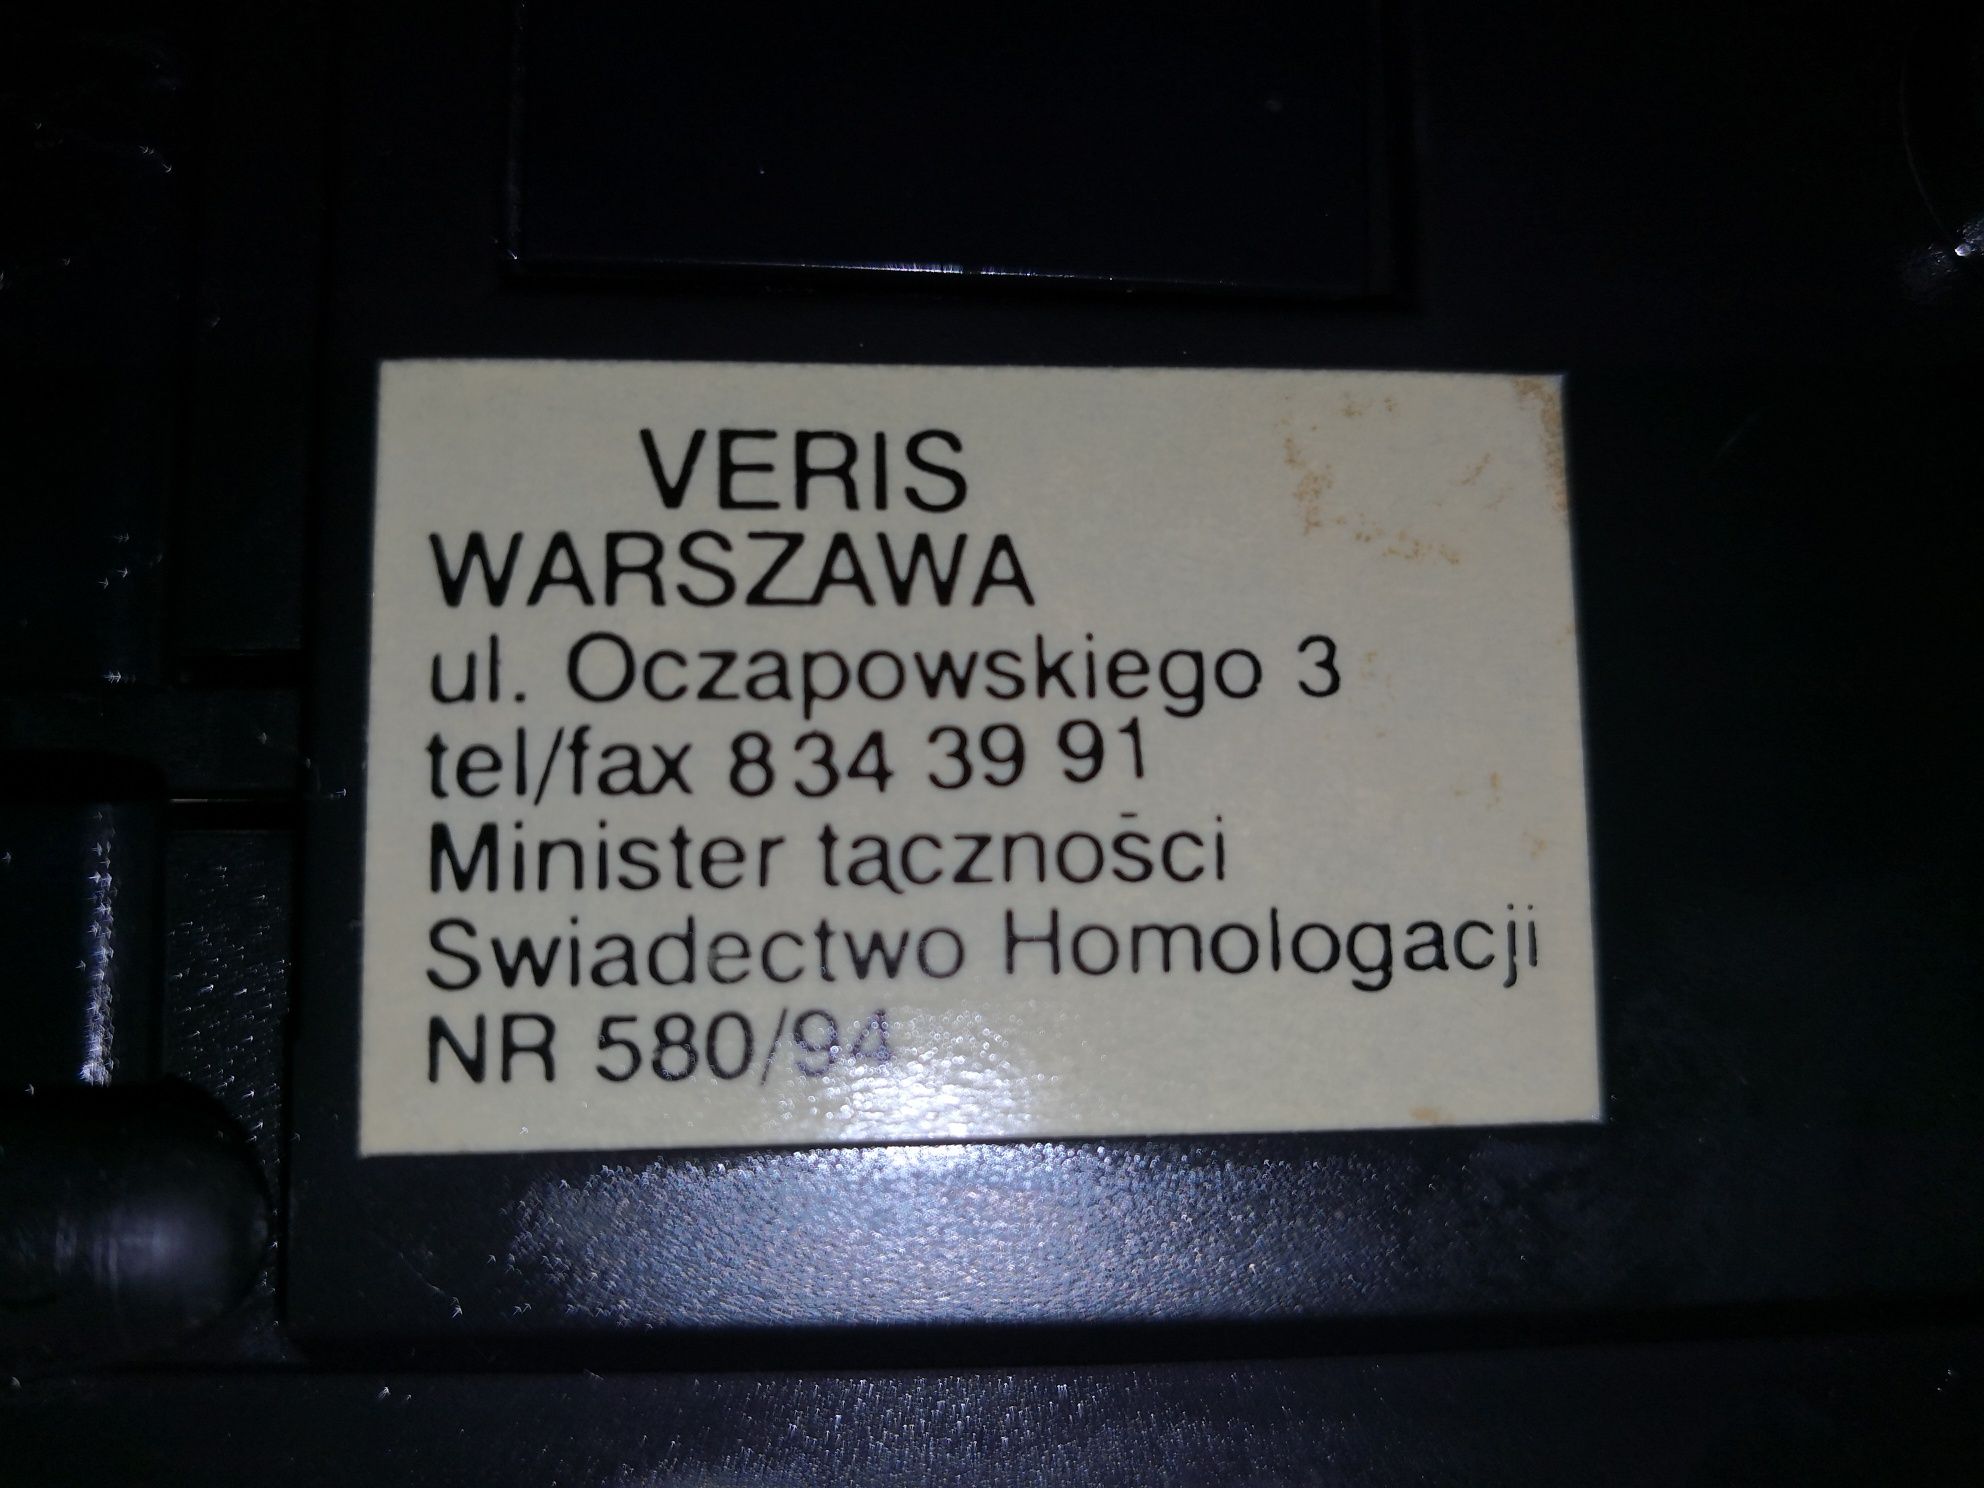 VERIS
WARSZAWA
ul. Oczapowskiego 3
tel/fax 834 39 91
Minister tączności
Swiadectwo Homologacji
NR 580/94